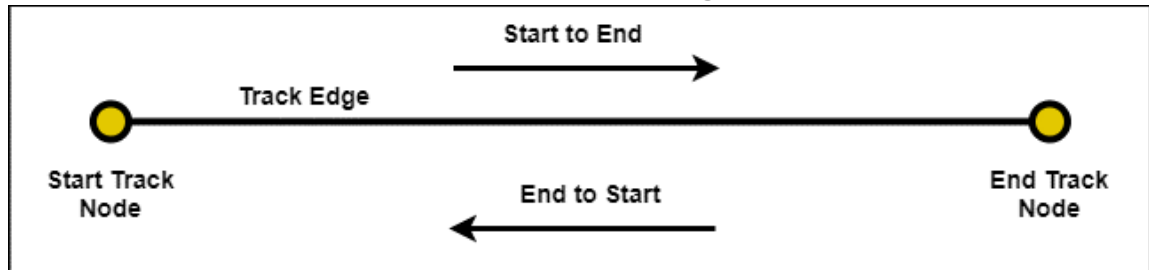 Start to End
Track Edge
Start Track
Node
End to Start
End Track
Node